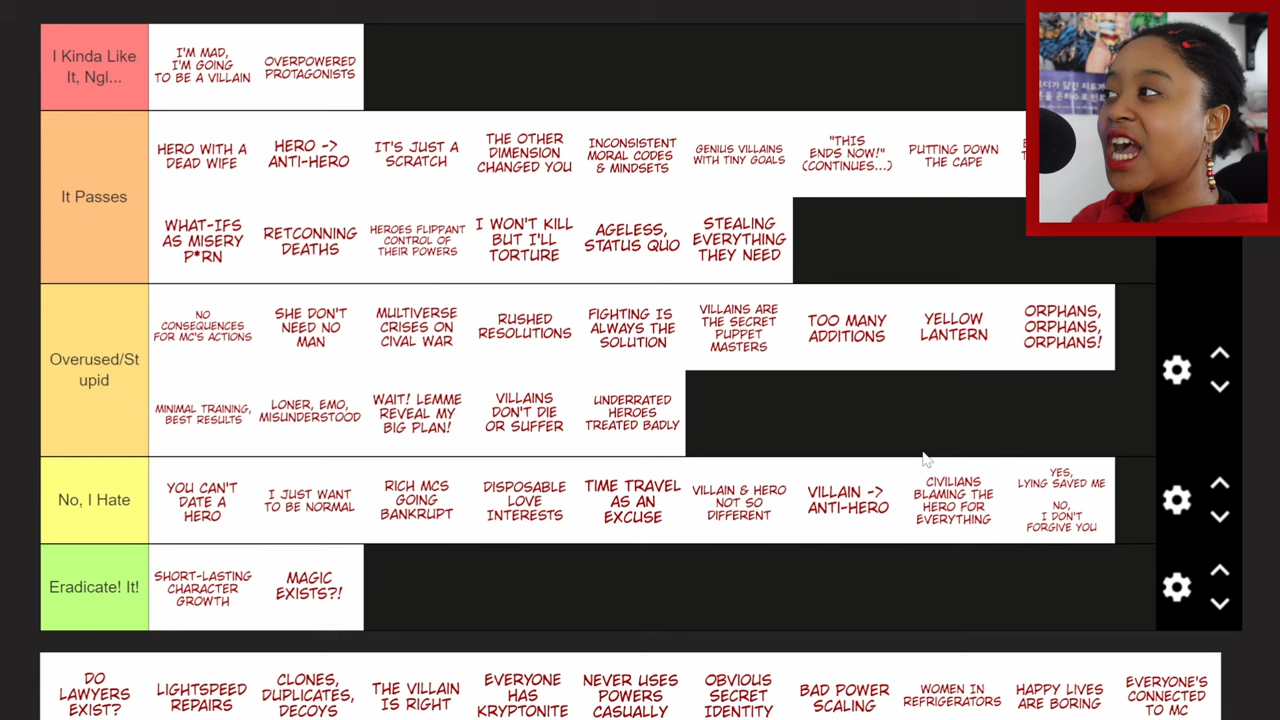 I Kinda Like
It, Ngl...
I'M MAD,
I'M GOING
TO BE A VILLAIN
OVERPOWERED
PROTAGONISTS
It Passes
HERO WITH A
DEAD WIFE
HERO ->
ANTI-HERO
IT'S JUST A
SCRATCH
THE OTHER
DIMENSION
CHANGED YOU
INCONSISTENT
MORAL CODES
& MINDSETS
GENIUS VILLAINS
WITH TINY GOALS
"THIS
ENDS NOW!"
(CONTINUES...)
PUTTING DOWN
THE CAPE
WHAT-IFS
AS MISERY
P*RN
RETCONNING
DEATHS
HEROES FLIPPANT
CONTROL OF
THEIR POWERS
I WON'T KILL
BUT I'LL
TORTURE
AGELESS,
STATUS QUO
STEALING
EVERYTHING
THEY NEED
Overused/St
upid
NO
CONSEQUENCES
FOR MC'S ACTIONS
SHE DON'T
NEED NO
MAN
MULTIVERSE
CRISES ON
CIVAL WAR
RUSHED
RESOLUTIONS
FIGHTING IS
ALWAYS THE
SOLUTION
VILLAINS ARE
THE SECRET
PUPPET
MASTERS
TOO MANY
ADDITIONS
YELLOW
LANTERN
ORPHANS,
ORPHANS,
ORPHANS!
MINIMAL TRAINING,
BEST RESULTS
LONER, EMO,
MISUNDERSTOOD
WAIT! LEMME
REVEAL MY
BIG PLAN!
VILLAINS
DON'T DIE
OR SUFFER
UNDERRATED
HEROES
TREATED BADLY
No, I Hate
YOU CAN'T
DATE A
HERO
I JUST WANT
TO BE NORMAL
RICH MCS
GOING
BANKRUPT
DISPOSABLE
LOVE
INTERESTS
TIME TRAVEL
AS AN
EXCUSE
VILLAIN & HERO
NOT SO
DIFFERENT
VILLAIN ->
ANTI-HERO
CIVILIANS
BLAMING THE
HERO FOR
EVERYTHING
YES,
LYING SAVED ME
NO,
I DON'T
FORGIVE YOU
Eradicate! It!
SHORT-LASTING
CHARACTER
GROWTH
MAGIC
EXISTS?!
DO
LAWYERS
EXIST?
LIGHTSPEED
REPAIRS
CLONES,
DUPLICATES,
DECOYS
THE VILLAIN
IS RIGHT
EVERYONE
HAS
KRYPTONITE
NEVER USES
POWERS
CASUALLY
OBVIOUS
SECRET
IDENTITY
BAD POWER
SCALING
WOMEN IN
REFRIGERATORS
HAPPY LIVES
ARE BORING
EVERYONE'S
CONNECTED
TO MC